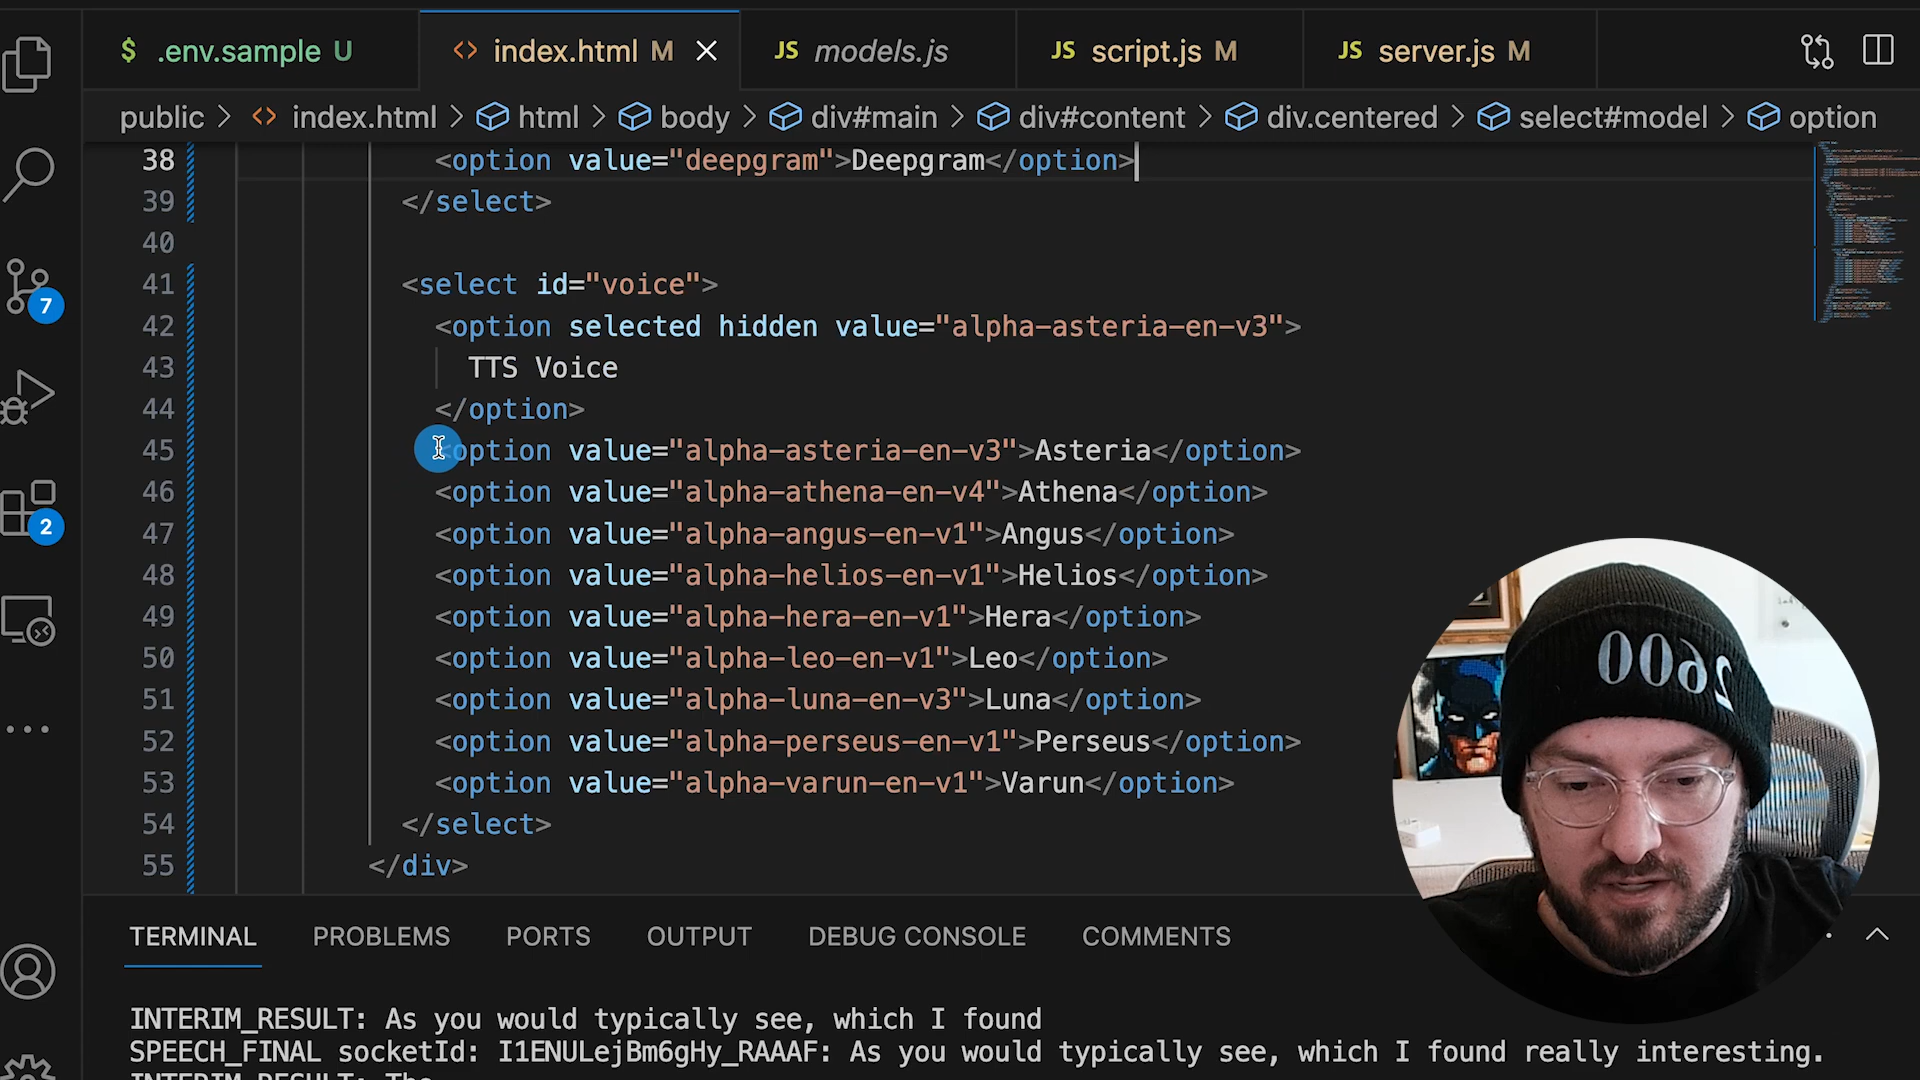 $ .env.sample U
<> index.html M
JS models.js
JS script.js M
JS server.js M
public > <> index.html > html > body > div#main > div#content > div.centered > select#model > option
38 <option value="deepgram">Deepgram</option>
39 </select>
40
41 <select id="voice">
42 <option selected hidden value="alpha-asteria-en-v3">
43 TTS Voice
44 </option>
45 <option value="alpha-asteria-en-v3">Asteria</option>
46 <option value="alpha-athena-en-v4">Athena</option>
47 <option value="alpha-angus-en-v1">Angus</option>
48 <option value="alpha-helios-en-v1">Helios</option>
49 <option value="alpha-hera-en-v1">Hera</option>
50 <option value="alpha-leo-en-v1">Leo</option>
51 <option value="alpha-luna-en-v3">Luna</option>
52 <option value="alpha-perseus-en-v1">Perseus</option>
53 <option value="alpha-varun-en-v1">Varun</option>
54 </select>
55 </div>
7
2
2600
TERMINAL PROBLEMS PORTS OUTPUT DEBUG CONSOLE COMMENTS
INTERIM_RESULT: As you would typically see, which I found
SPEECH_FINAL socketId: I1ENULejBm6gHy_RAAAF: As you would typically see, which I found really interesting.
INTERIM_RESULT: The